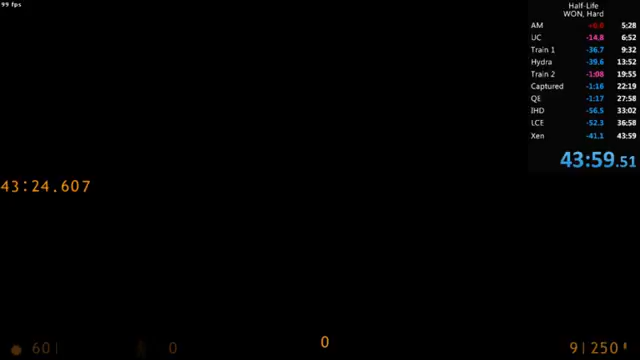 99 fps
Half-Life
WON, Hard
AM +0.8 5:28
UC -14.8 6:52
Train 1 -36.7 9:32
Hydra -39.6 13:52
Train 2 -1:08 19:55
Captured -1:16 22:19
QE -1:17 27:58
IHD -56.5 33:02
LCE -52.3 36:58
Xen -41.1 43:59
43:59.51
43:24.607
60| 0 0 9|250